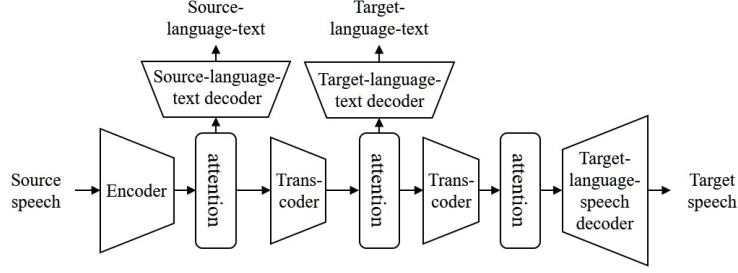 Source-
language-text
Target-
language-text
Source-language-
text decoder
Target-language-
text decoder
Source
speech
Encoder
attention
Trans-
coder
attention
Trans-
coder
attention
Target-
language-
speech
decoder
Target
speech